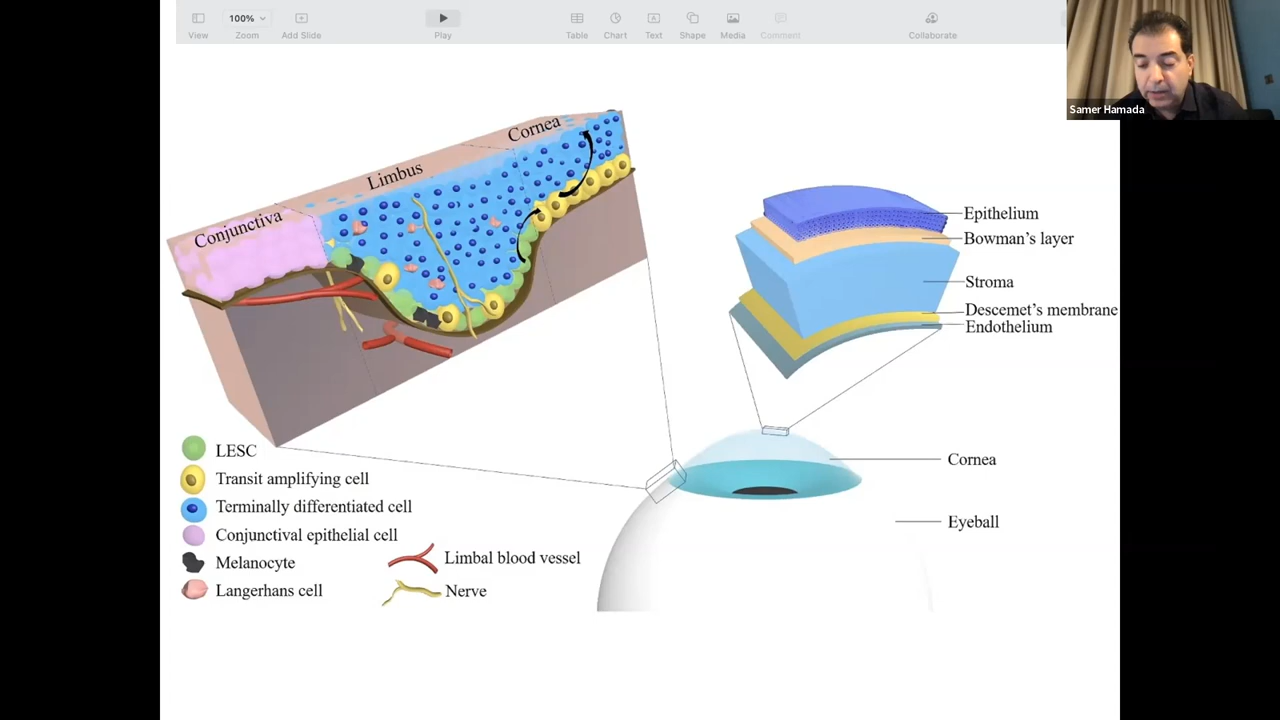 100%
View
Zoom
Add Slide
Play
Table
Chart
Text
Shape
Media
Comment
Collaborate
Samer Hamada
Conjunctiva
Limbus
Cornea
Epithelium
Bowman's layer
Stroma
Descemet's membrane
Endothelium
LESC
Transit amplifying cell
Terminally differentiated cell
Conjunctival epithelial cell
Melanocyte
Langerhans cell
Limbal blood vessel
Nerve
Cornea
Eyeball